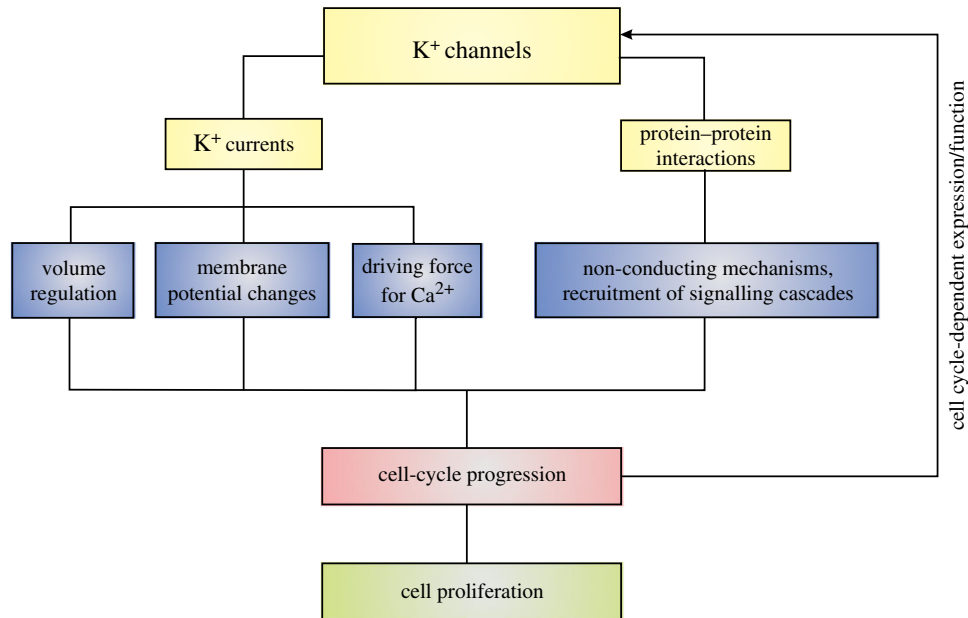 K⁺ channels
K⁺ currents
protein–protein
interactions
volume
regulation
membrane
potential changes
driving force
for Ca²⁺
non-conducting mechanisms,
recruitment of signalling cascades
cell-cycle progression
cell proliferation
cell cycle-dependent expression/function